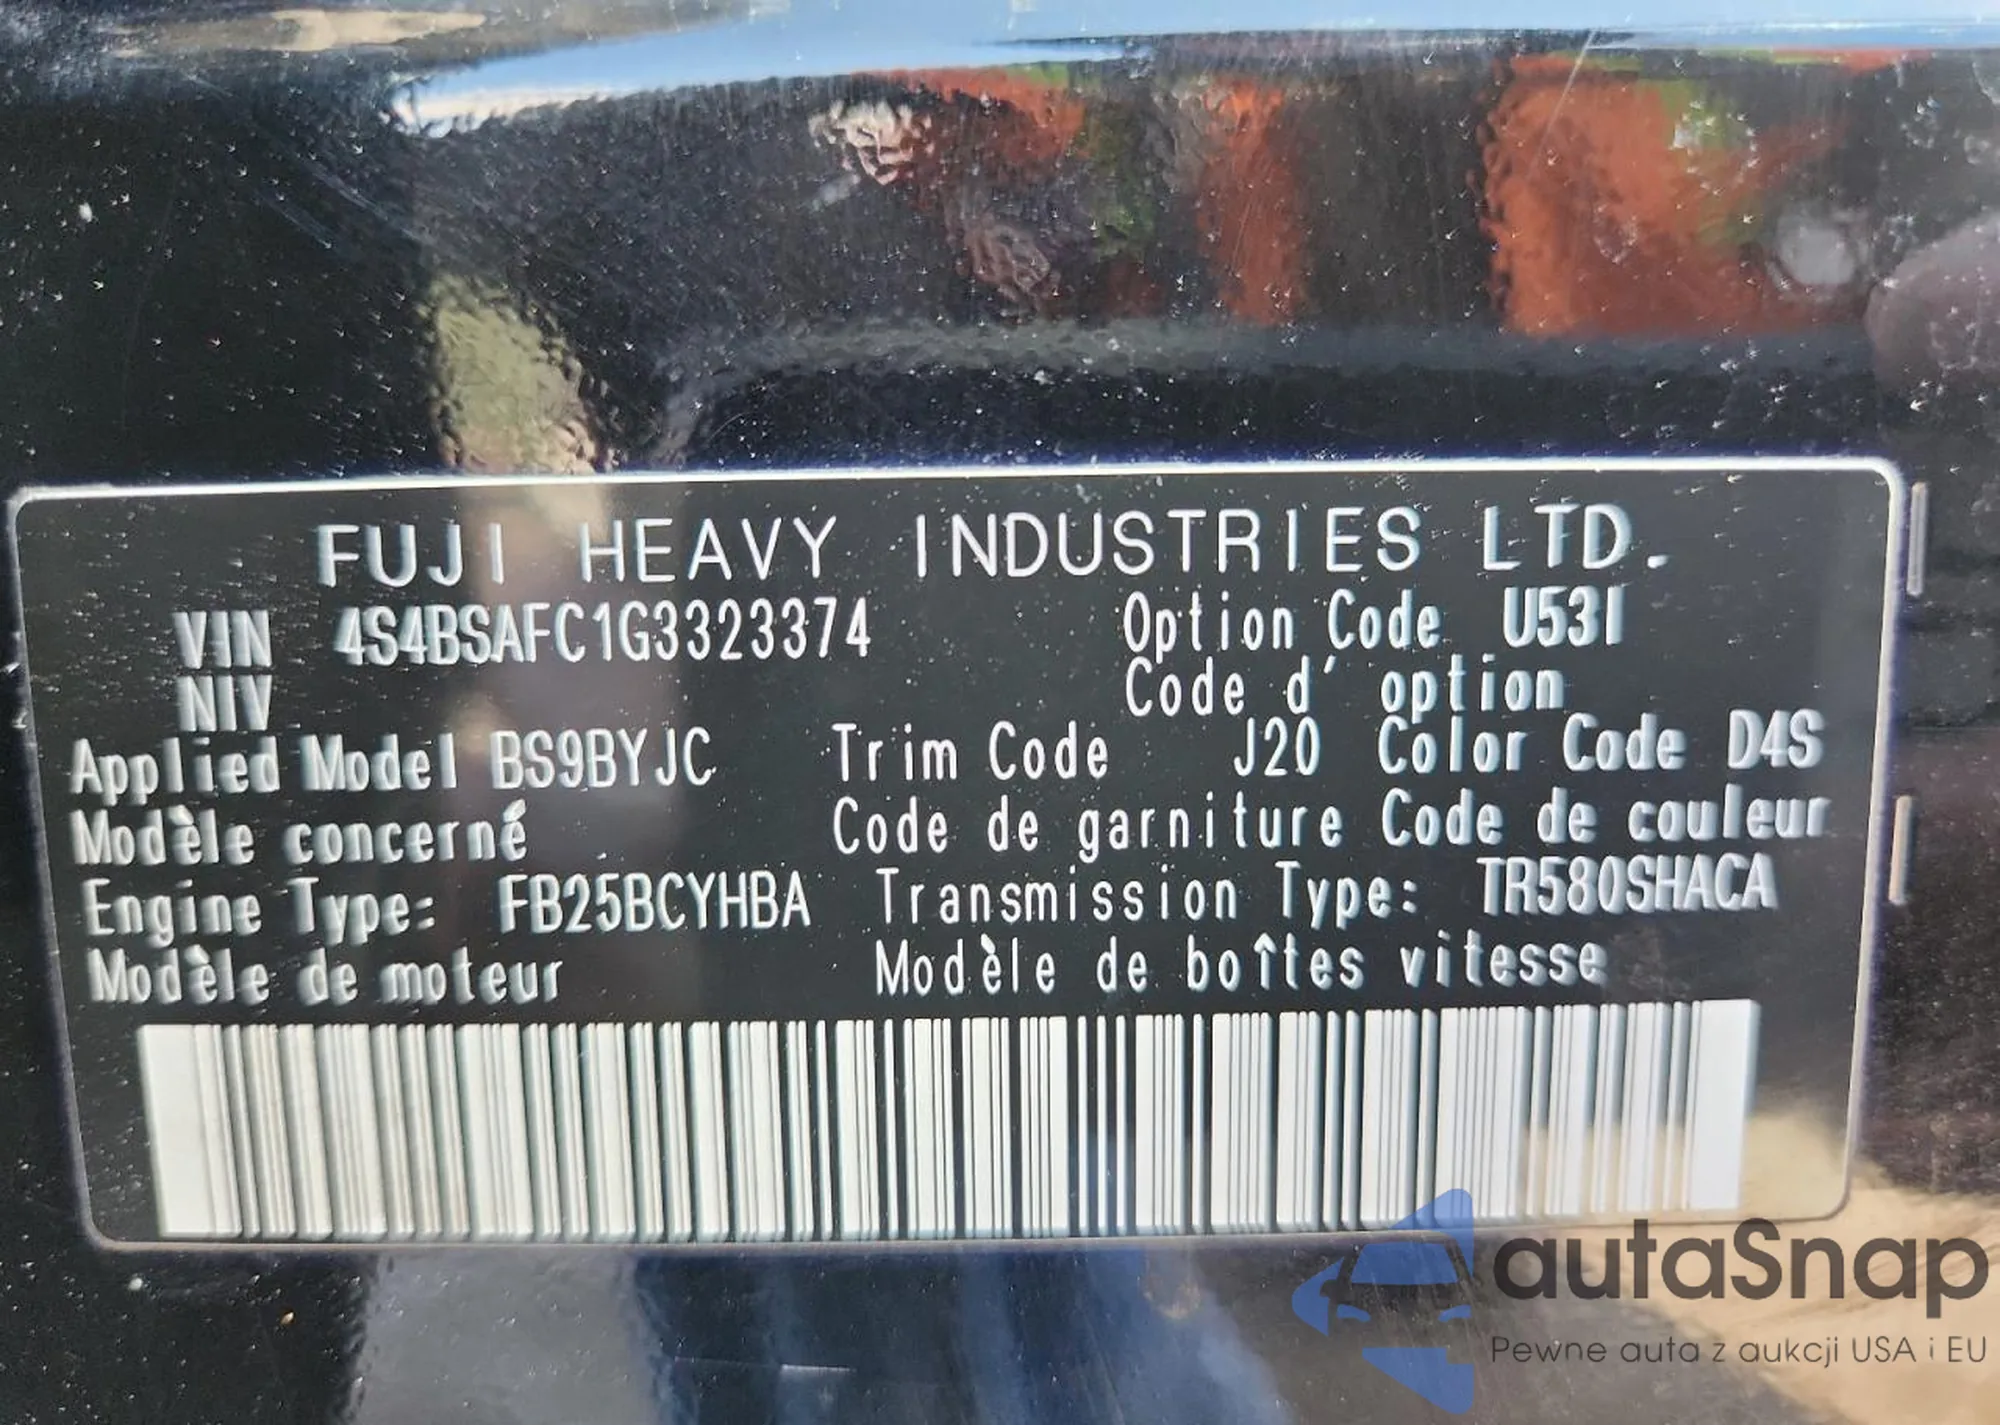 FUJI HEAVY INDUSTRIES LTD.
VIN 4S4BSAFC1G3323374 Option Code U53I
NIV Code d' option
Applied Model BS9BYJC Trim Code J20 Color Code D4S
Modèle concerné Code de garniture Code de couleur
Engine Type: FB25BCYHBA Transmission Type: TR580SHACA
Modèle de moteur Modèle de boîtes vitesse
autaSnap
Pewne auta z aukcji USA i EU